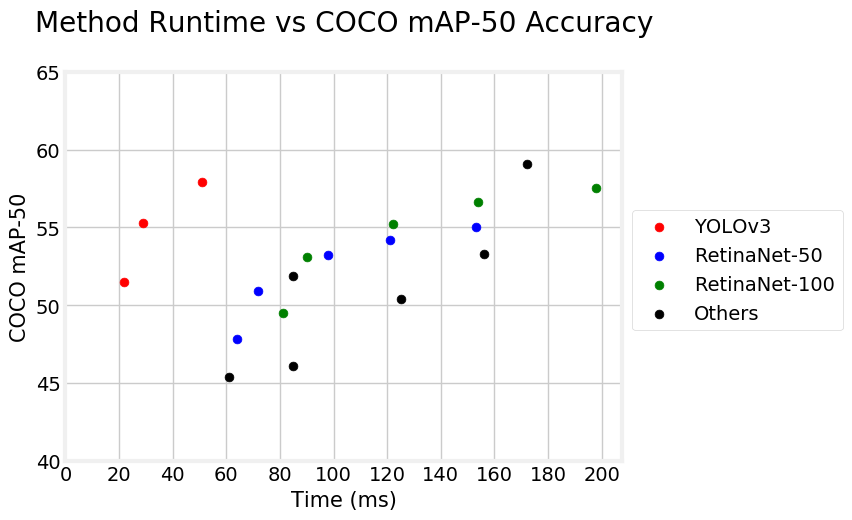 Method Runtime vs COCO mAP-50 Accuracy
65
60
55
50
45
40
COCO mAP-50
0 20 40 60 80 100 120 140 160 180 200
Time (ms)
YOLOv3
RetinaNet-50
RetinaNet-100
Others